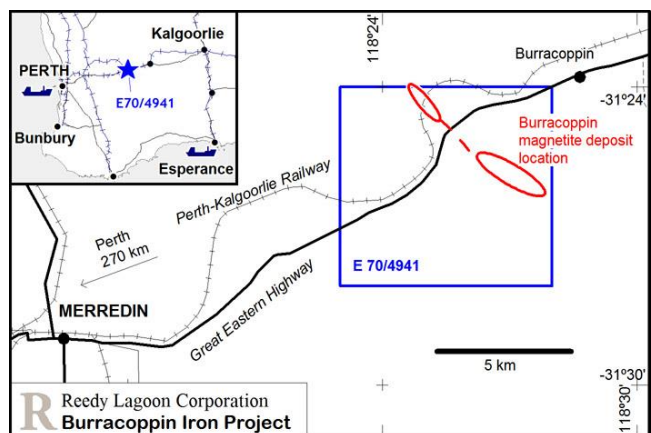 Kalgoorlie
PERTH
E70/4941
Bunbury
Esperance
118°24'
Burracoppin
-31°24'
Burracoppin
magnetite deposit
location
Perth-Kalgoorlie Railway
Perth
270 km
E 70/4941
Great Eastern Highway
MERREDIN
5 km
-31°30'
118°30'
R Reedy Lagoon Corporation
Burracoppin Iron Project